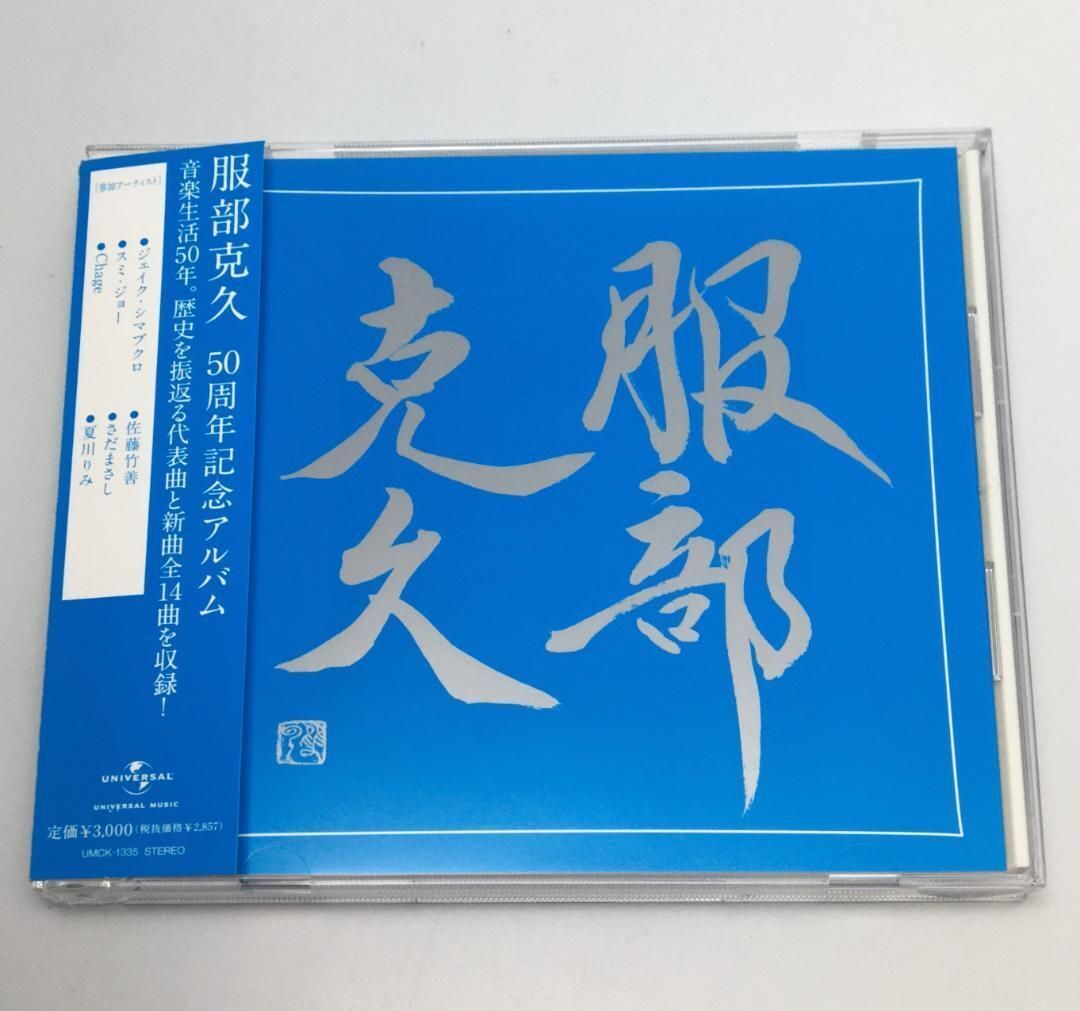 服部克久 50周年記念アルバム
音楽生活50年。歴史を振返る代表曲と新曲全14曲を収録！
[参加アーティスト]
●ジェイク・シマブクロ
●スミ・ジョー
●Chage
●佐藤竹善
●さだまさし
●夏川りみ
UNIVERSAL
UNIVERSAL MUSIC
定価¥3,000(税抜価格¥2,857)
UMCK-1335 STEREO
服部
克久